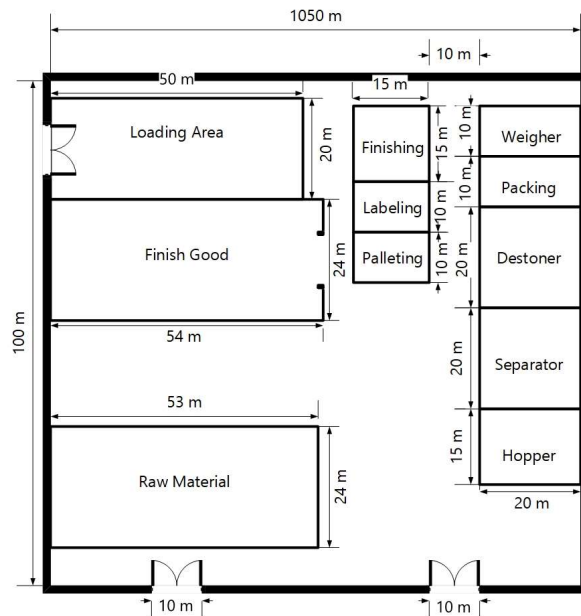 1050 m
10 m
50 m
15 m
Loading Area
20 m
Finishing
15 m
10 m
Weigher
10 m
Packing
Labeling
10 m
Finish Good
24 m
Palleting
10 m
20 m
Destoner
54 m
100 m
20 m
Separator
53 m
Raw Material
24 m
15 m
Hopper
20 m
10 m
10 m